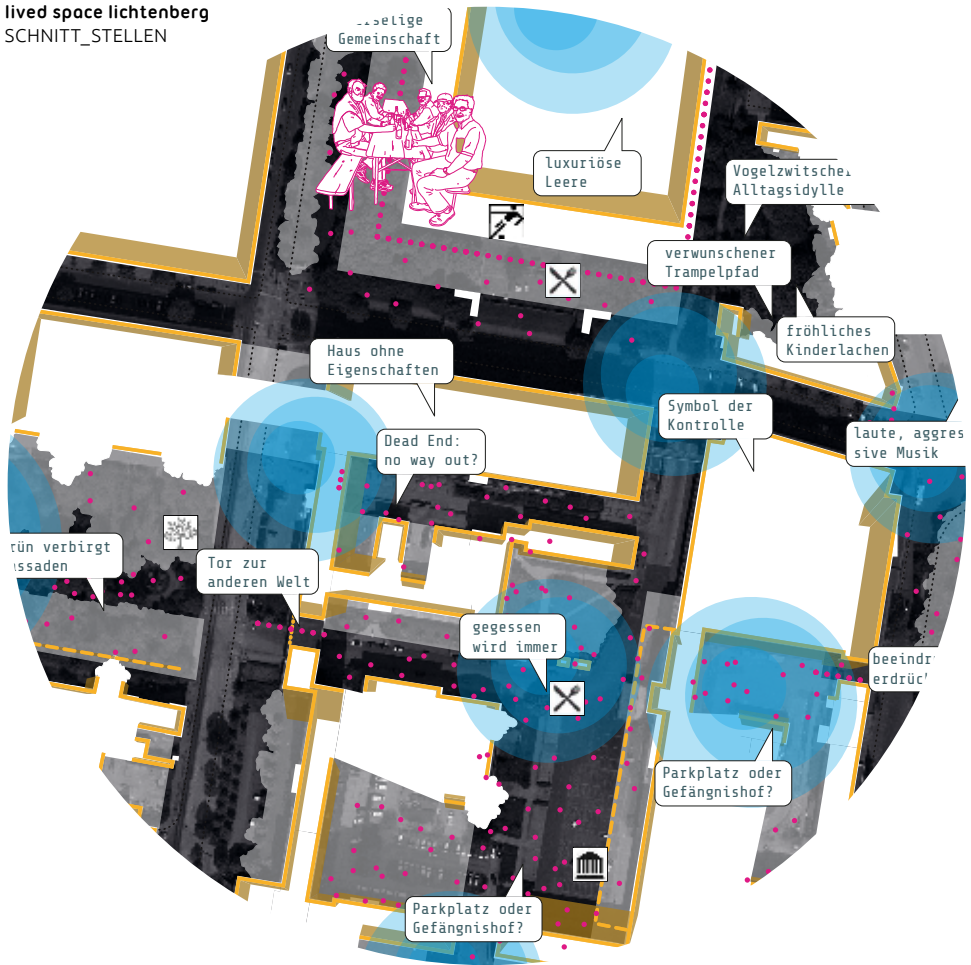 lived space lichtenberg
SCHNITT_STELLEN
Gemeinschaft
luxuriöse
Leere
Alltagsidylle
verwunschener
Trampelpfad
fröhliches
Kinderlachen
Haus ohne
Eigenschaften
Symbol der
Kontrolle
laute, aggres
sive Musik
Dead End:
no way out?
verbirgt
Tor zur
anderen Welt
gegessen
wird immer
Parkplatz oder
Gefängnishof?
Parkplatz oder
Gefängnishof?